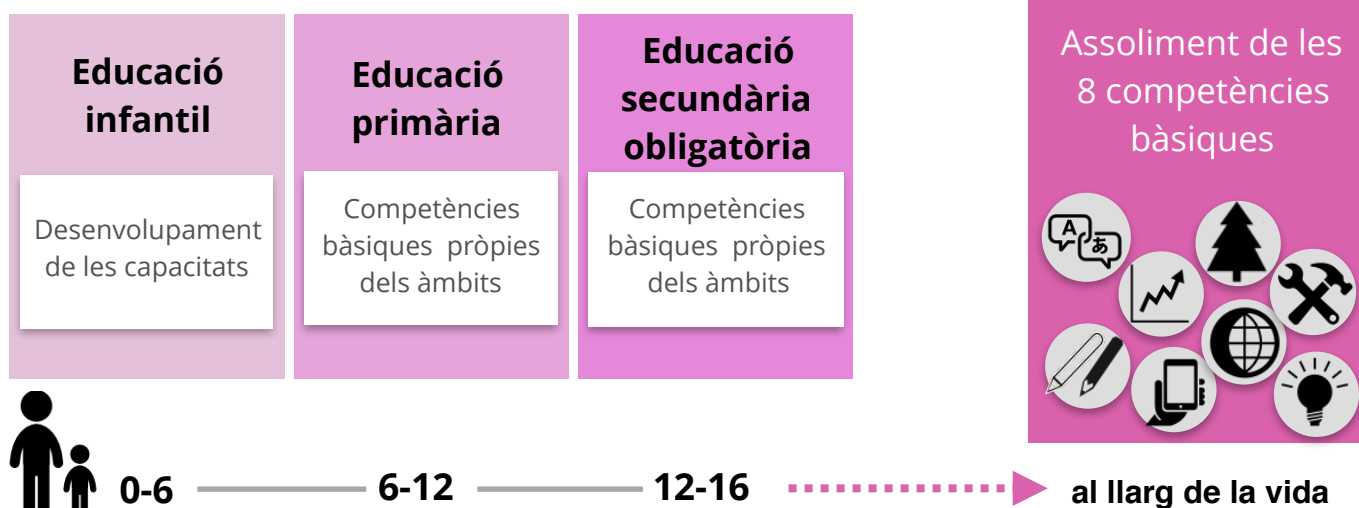 Educació
infantil
Desenvolupament
de les capacitats
Educació
primària
Competències
bàsiques pròpies
dels àmbits
Educació
secundària
obligatòria
Competències
bàsiques pròpies
dels àmbits
Assoliment de les
8 competències
bàsiques
A
あ
0-6
6-12
12-16
al llarg de la vida